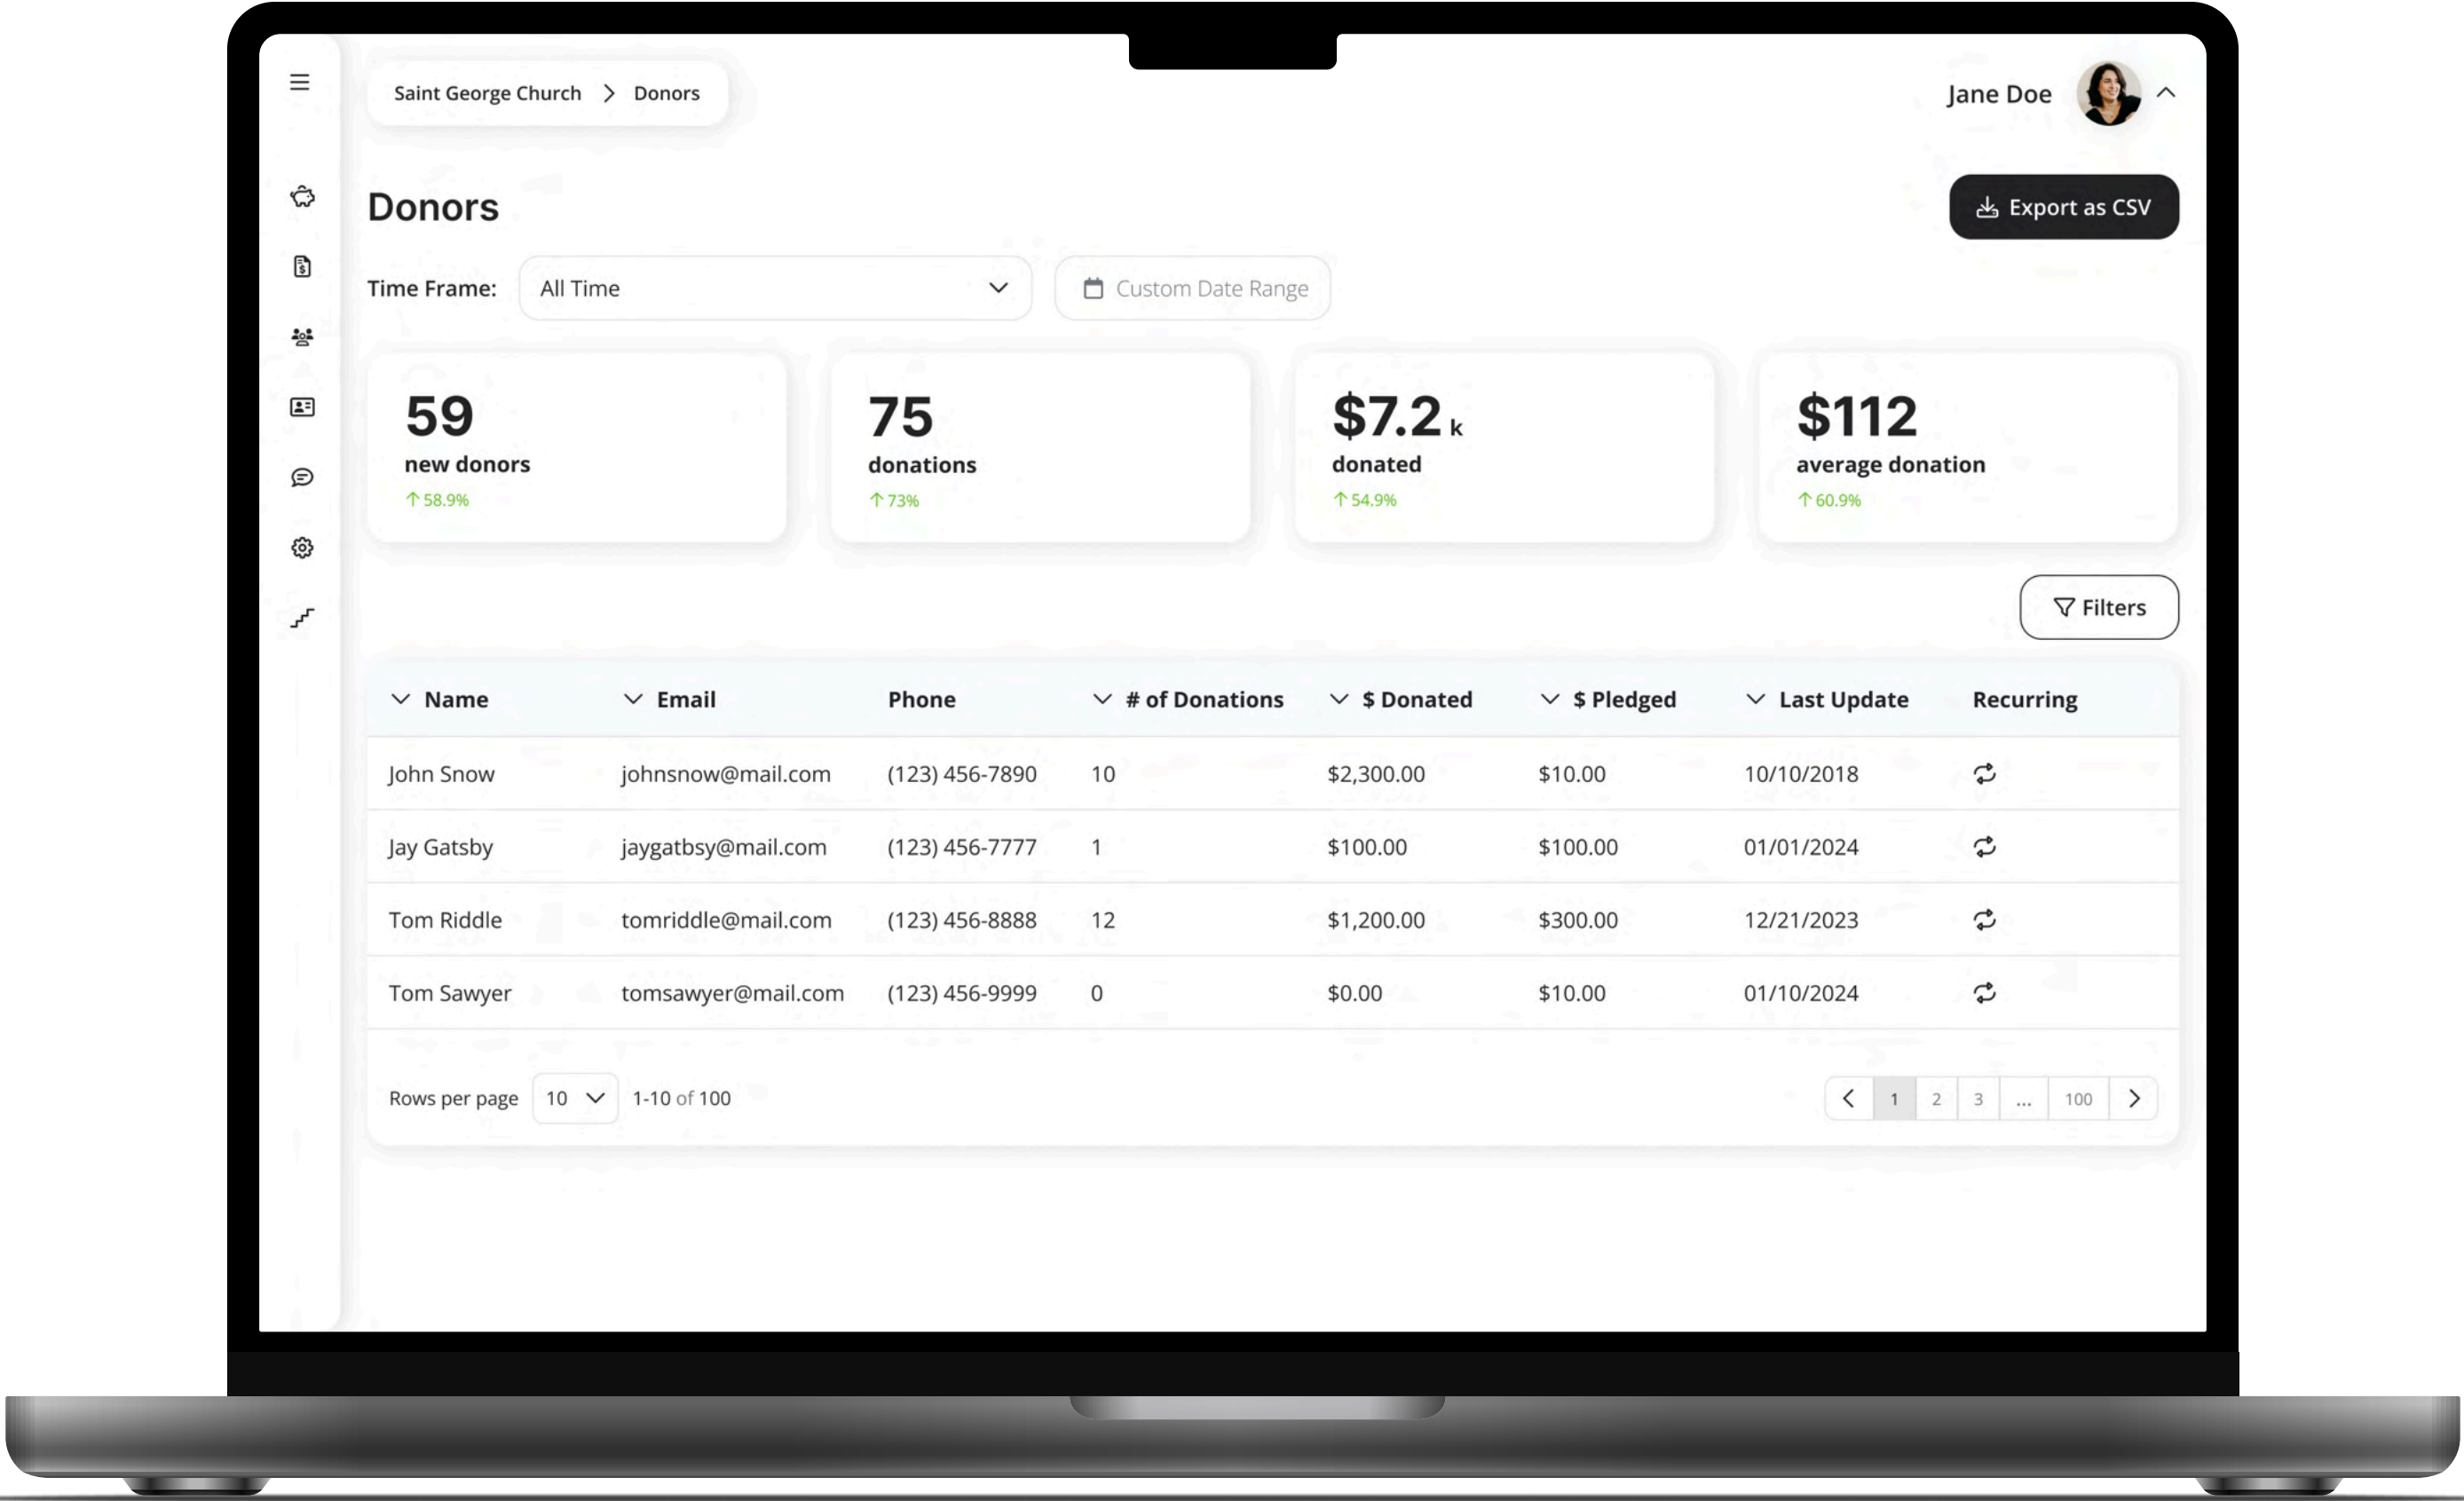 Saint George Church > Donors
Jane Doe
Donors
Export as CSV
Time Frame: All Time Custom Date Range
59
new donors
↑58.9%
75
donations
↑73%
$7.2 k
donated
↑54.9%
$112
average donation
↑60.9%
Filters
Name Email Phone # of Donations $ Donated $ Pledged Last Update Recurring
John Snow johnsnow@mail.com (123) 456-7890 10 $2,300.00 $10.00 10/10/2018
Jay Gatsby jaygatbsy@mail.com (123) 456-7777 1 $100.00 $100.00 01/01/2024
Tom Riddle tomriddle@mail.com (123) 456-8888 12 $1,200.00 $300.00 12/21/2023
Tom Sawyer tomsawyer@mail.com (123) 456-9999 0 $0.00 $10.00 01/10/2024
Rows per page 10 1-10 of 100 1 2 3 ... 100